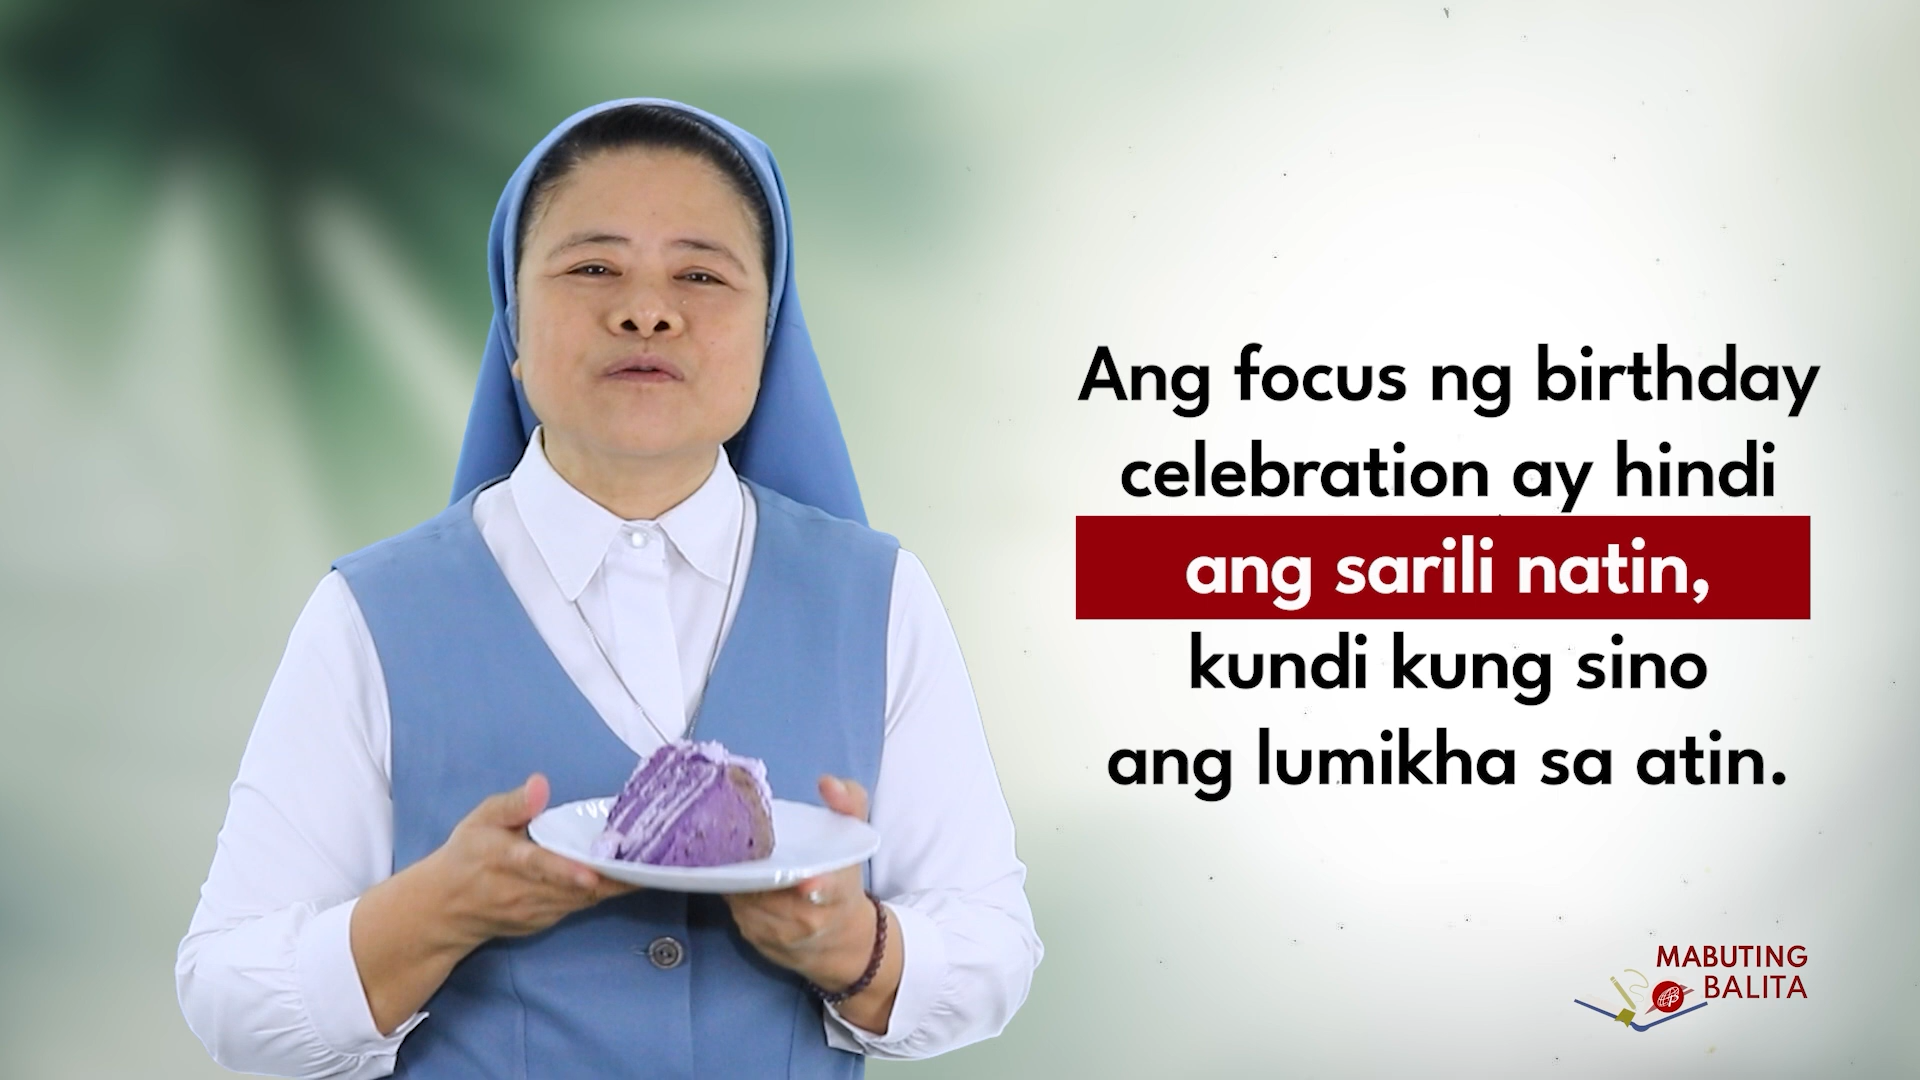 Ang focus ng birthday
celebration ay hindi
ang sarili natin,
kundi kung sino
ang lumikha sa atin.
MABUTING
BALITA